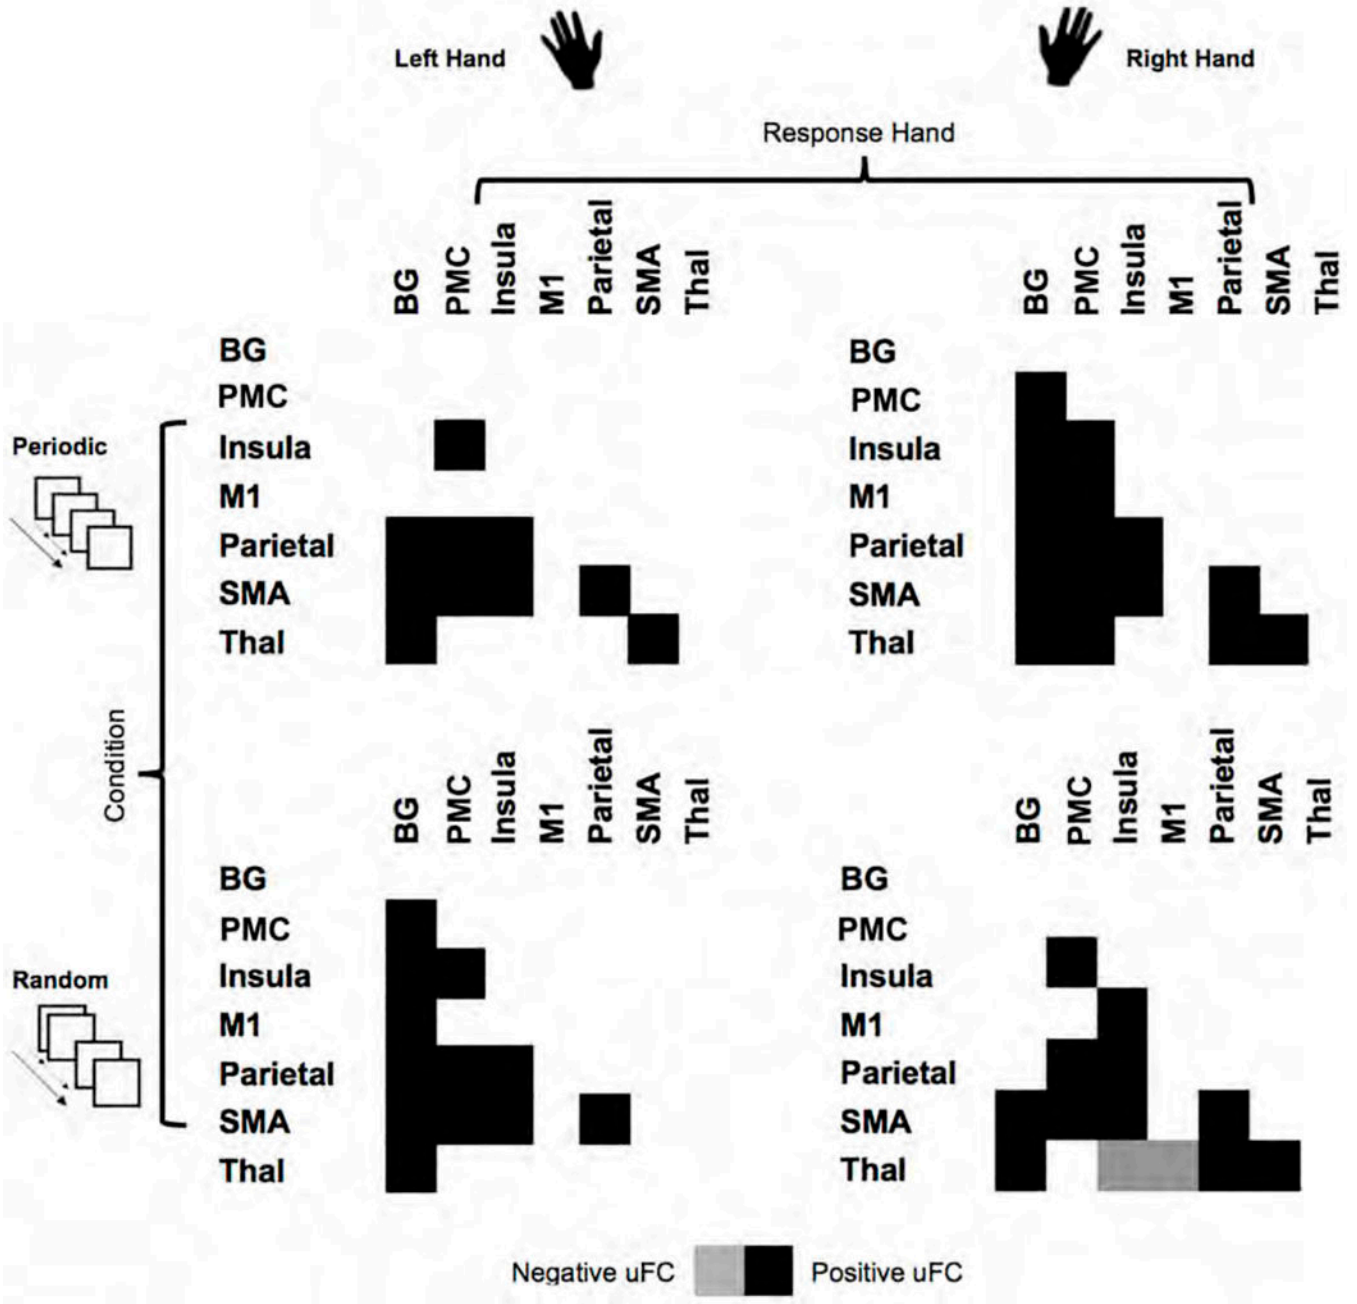 Left Hand
Right Hand
Response Hand
BG PMC Insula M1 Parietal SMA Thal
BG PMC Insula M1 Parietal SMA Thal
Condition
Periodic
BG
PMC
Insula
M1
Parietal
SMA
Thal
BG
PMC
Insula
M1
Parietal
SMA
Thal
BG PMC Insula M1 Parietal SMA Thal
BG PMC Insula M1 Parietal SMA Thal
Random
BG
PMC
Insula
M1
Parietal
SMA
Thal
BG
PMC
Insula
M1
Parietal
SMA
Thal
Negative uFC
Positive uFC